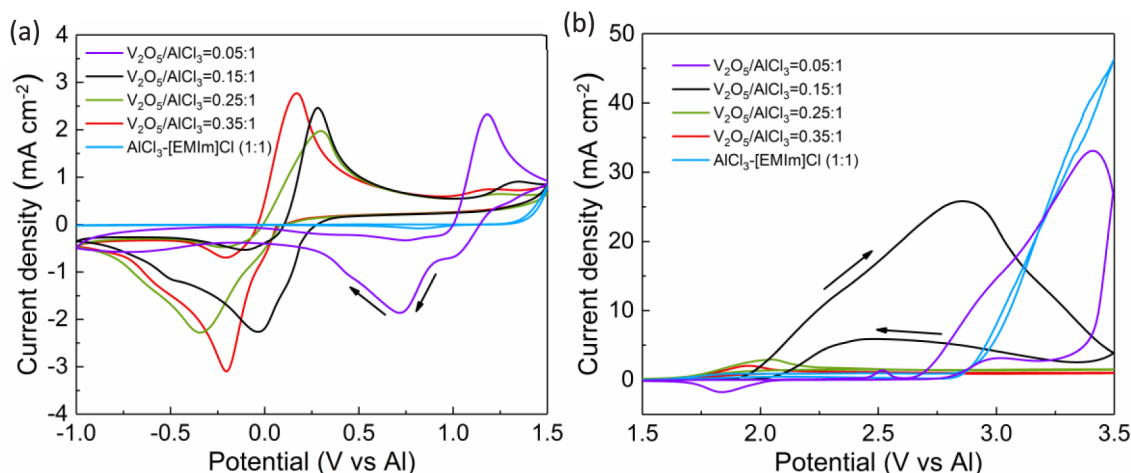 (a)
4
3
2
1
0
-1
-2
-3
-4
Current density (mA cm⁻²)
V₂O₅/AlCl₃=0.05:1
V₂O₅/AlCl₃=0.15:1
V₂O₅/AlCl₃=0.25:1
V₂O₅/AlCl₃=0.35:1
AlCl₃-[EMIm]Cl (1:1)
-1.0 -0.5 0.0 0.5 1.0 1.5
Potential (V vs Al)
(b)
50
40
30
20
10
0
Current density (mA cm⁻²)
V₂O₅/AlCl₃=0.05:1
V₂O₅/AlCl₃=0.15:1
V₂O₅/AlCl₃=0.25:1
V₂O₅/AlCl₃=0.35:1
AlCl₃-[EMIm]Cl (1:1)
1.5 2.0 2.5 3.0 3.5
Potential (V vs Al)